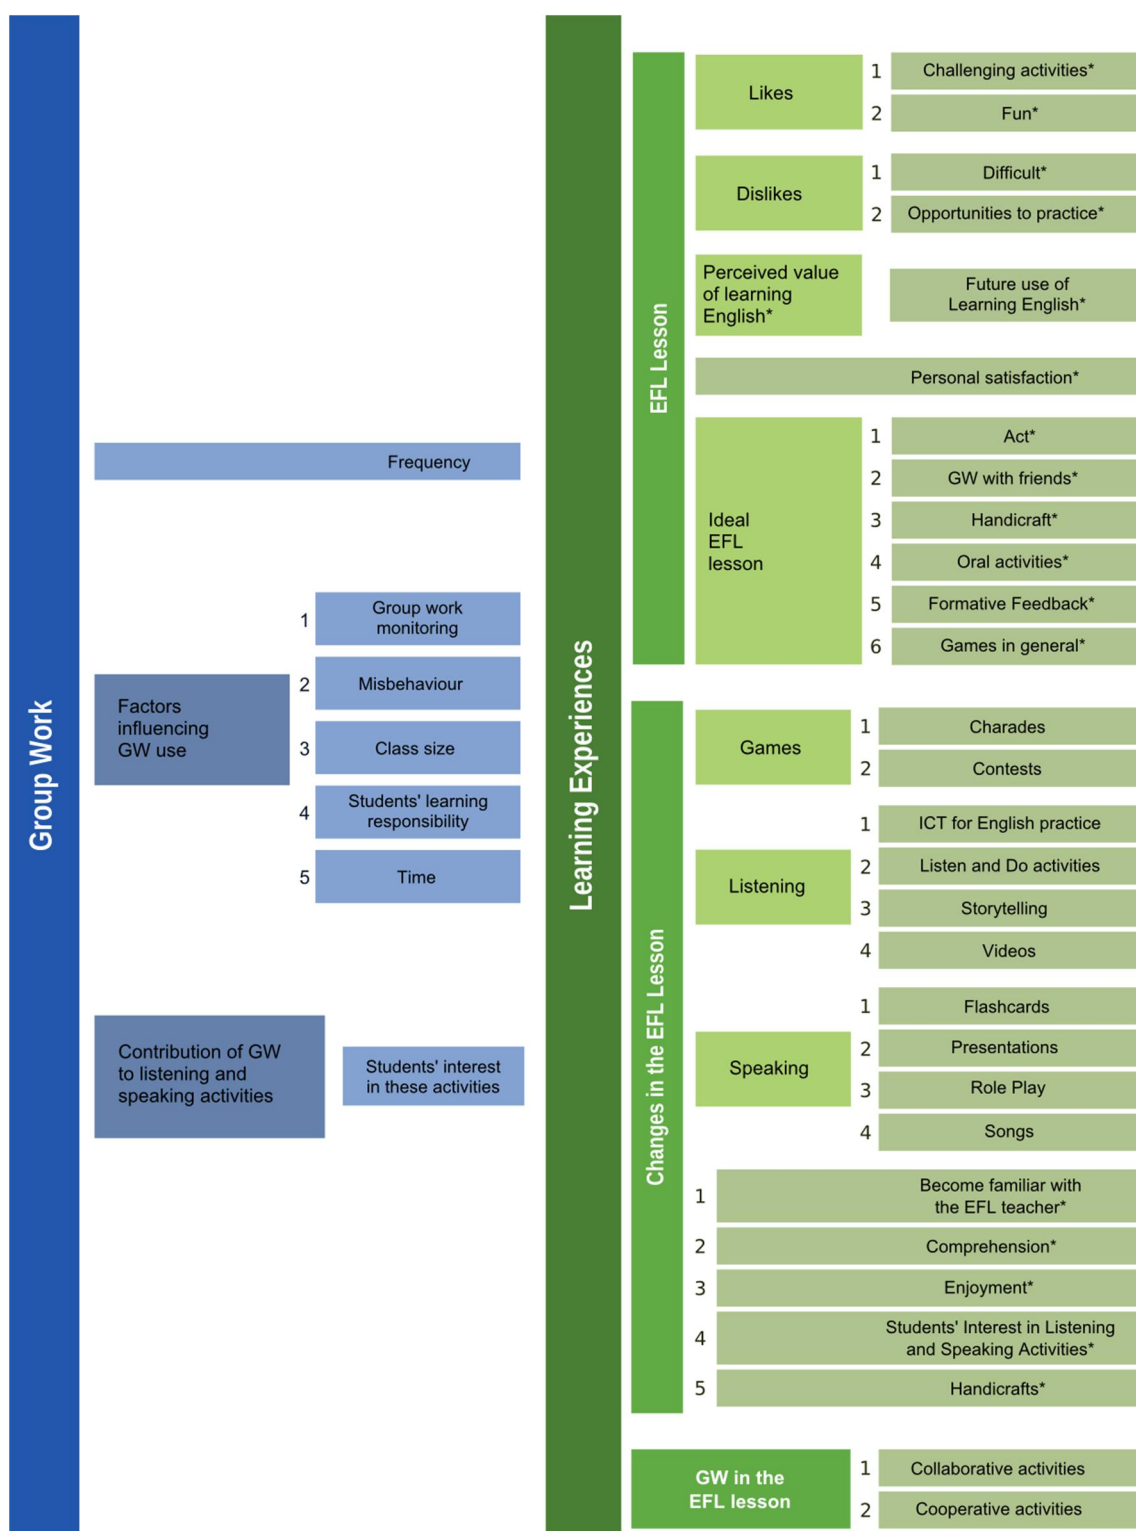 Group Work
Frequency
Factors
influencing
GW use
1
Group work
monitoring
2
Misbehaviour
3
Class size
4
Students' learning
responsibility
5
Time
Contribution of GW
to listening and
speaking activities
Students' interest
in these activities
Learning Experiences
EFL Lesson
Likes
1
Challenging activities*
2
Fun*
Dislikes
1
Difficult*
2
Opportunities to practice*
Perceived value
of learning
English*
Future use of
Learning English*
Personal satisfaction*
Ideal
EFL
lesson
1
Act*
2
GW with friends*
3
Handicraft*
4
Oral activities*
5
Formative Feedback*
6
Games in general*
Changes in the EFL Lesson
Games
1
Charades
2
Contests
Listening
1
ICT for English practice
2
Listen and Do activities
3
Storytelling
4
Videos
Speaking
1
Flashcards
2
Presentations
3
Role Play
4
Songs
1
Become familiar with
the EFL teacher*
2
Comprehension*
3
Enjoyment*
4
Students' Interest in Listening
and Speaking Activities*
5
Handicrafts*
GW in the
EFL lesson
1
Collaborative activities
2
Cooperative activities